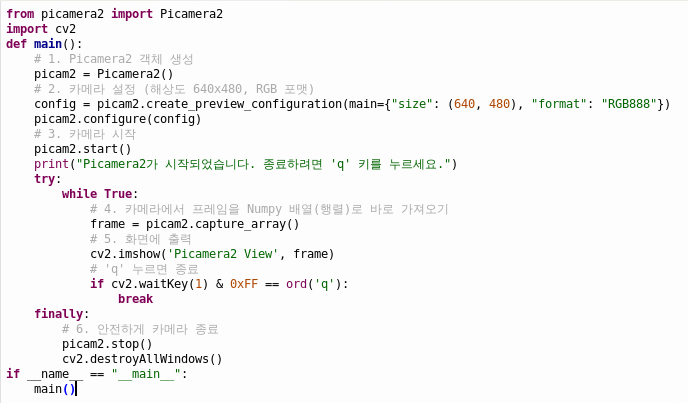 from picamera2 import Picamera2
import cv2
def main():
    # 1. Picamera2 객체 생성
    picam2 = Picamera2()
    # 2. 카메라 설정 (해상도 640x480, RGB 포맷)
    config = picam2.create_preview_configuration(main={"size": (640, 480), "format": "RGB888"})
    picam2.configure(config)
    # 3. 카메라 시작
    picam2.start()
    print("Picamera2가 시작되었습니다. 종료하려면 'q' 키를 누르세요.")
    try:
        while True:
            # 4. 카메라에서 프레임을 Numpy 배열(행렬)로 바로 가져오기
            frame = picam2.capture_array()
            # 5. 화면에 출력
            cv2.imshow('Picamera2 View', frame)
            # 'q' 누르면 종료
            if cv2.waitKey(1) & 0xFF == ord('q'):
                break
    finally:
        # 6. 안전하게 카메라 종료
        picam2.stop()
        cv2.destroyAllWindows()
if __name__ == "__main__":
    main()